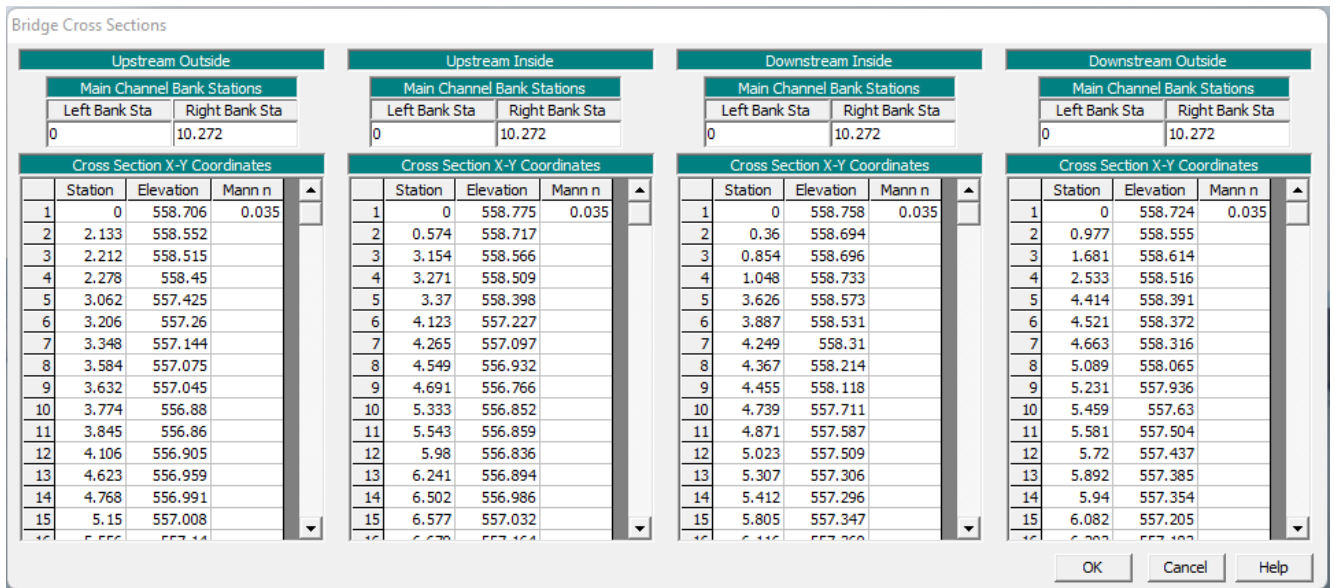 Bridge Cross Sections
Upstream Outside Upstream Inside Downstream Inside Downstream Outside
Main Channel Bank Stations Main Channel Bank Stations Main Channel Bank Stations Main Channel Bank Stations
Left Bank Sta Right Bank Sta Left Bank Sta Right Bank Sta Left Bank Sta Right Bank Sta Left Bank Sta Right Bank Sta
0 10.272 0 10.272 0 10.272 0 10.272
Cross Section X-Y Coordinates Cross Section X-Y Coordinates Cross Section X-Y Coordinates Cross Section X-Y Coordinates
Station Elevation Mann n Station Elevation Mann n Station Elevation Mann n Station Elevation Mann n
1 0 558.706 0.035 1 0 558.775 0.035 1 0 558.758 0.035 1 0 558.724 0.035
2 2.133 558.552 2 0.574 558.717 2 0.36 558.694 2 0.977 558.555
3 2.212 558.515 3 3.154 558.566 3 0.854 558.696 3 1.681 558.614
4 2.278 558.45 4 3.271 558.509 4 1.048 558.733 4 2.533 558.516
5 3.062 557.425 5 3.37 558.398 5 3.626 558.573 5 4.414 558.391
6 3.206 557.26 6 4.123 557.227 6 3.887 558.531 6 4.521 558.372
7 3.348 557.144 7 4.265 557.097 7 4.249 558.31 7 4.663 558.316
8 3.584 557.075 8 4.549 556.932 8 4.367 558.214 8 5.089 558.065
9 3.632 557.045 9 4.691 556.766 9 4.455 558.118 9 5.231 557.936
10 3.774 556.88 10 5.333 556.852 10 4.739 557.711 10 5.459 557.63
11 3.845 556.86 11 5.543 556.859 11 4.871 557.587 11 5.581 557.504
12 4.106 556.905 12 5.98 556.836 12 5.023 557.509 12 5.72 557.437
13 4.623 556.959 13 6.241 556.894 13 5.307 557.306 13 5.892 557.385
14 4.768 556.991 14 6.502 556.986 14 5.412 557.296 14 5.94 557.354
15 5.15 557.008 15 6.577 557.032 15 5.805 557.347 15 6.082 557.205
OK Cancel Help